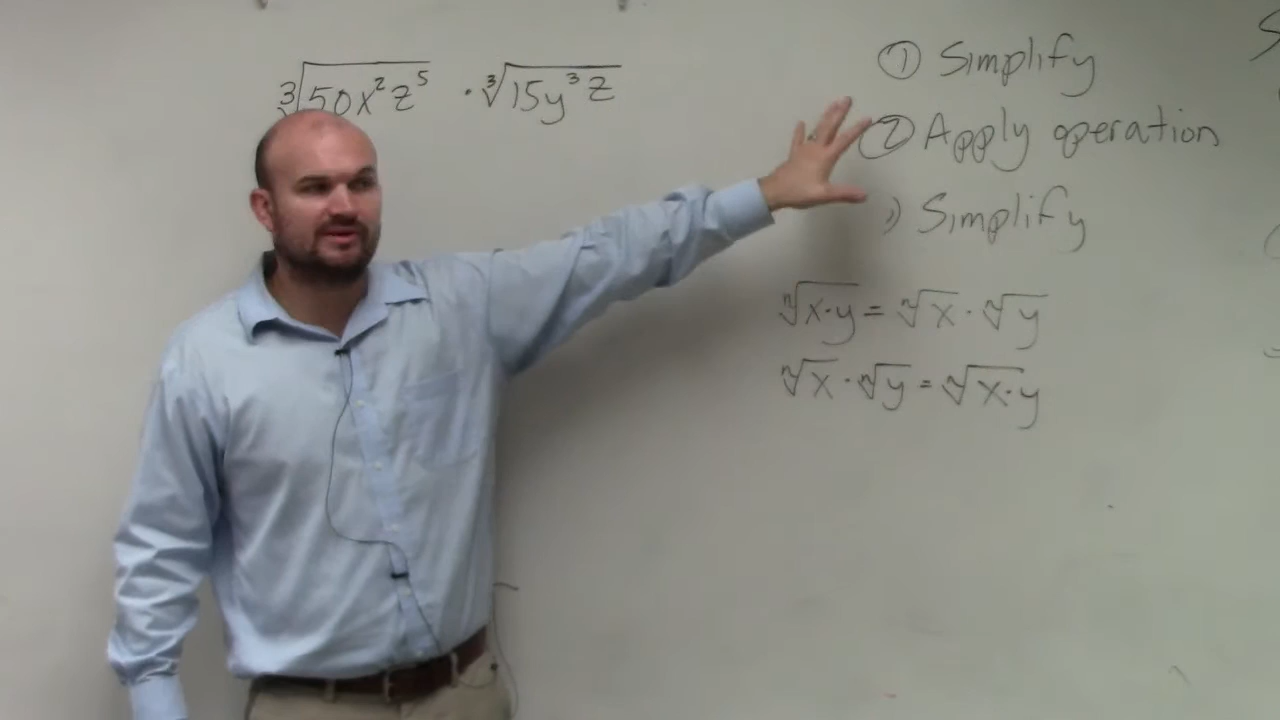 ∛50x²z⁵ · ∛15y³z
① Simplify
② Apply operation
) Simplify
ⁿ√x·y = ⁿ√x · ⁿ√y
ⁿ√x · ⁿ√y = ⁿ√x·y